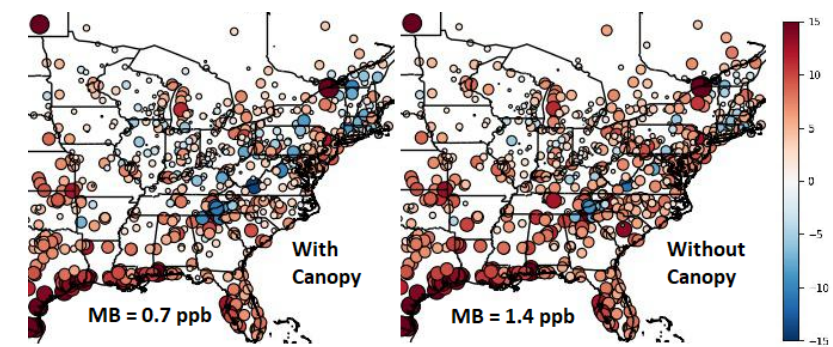 With
Canopy
MB = 0.7 ppb
Without
Canopy
MB = 1.4 ppb
15
10
5
0
−5
−10
−15